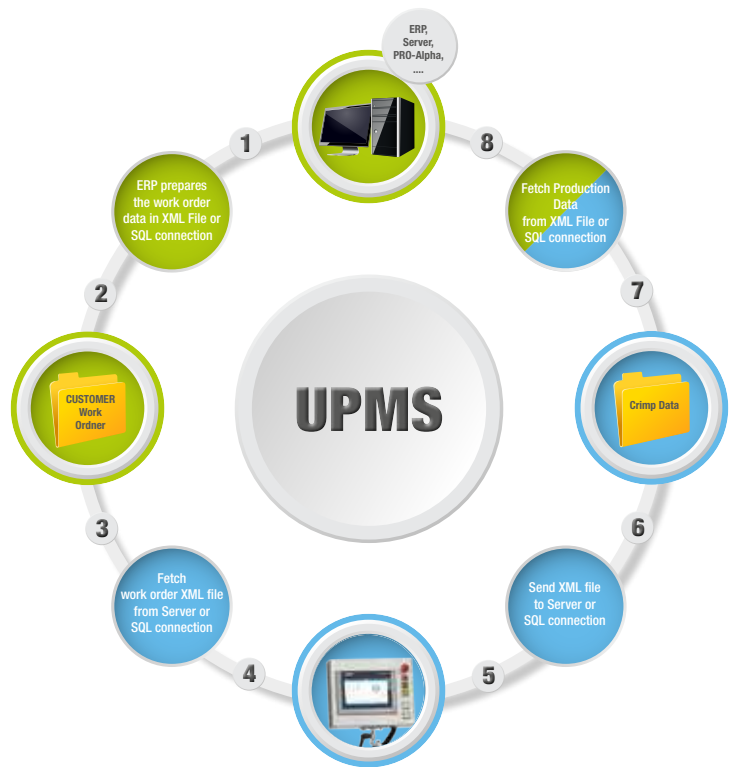 ERP,
Server,
PRO-Alpha,
....
1
ERP prepares
the work order
data in XML File or
SQL connection
2
CUSTOMER
Work
Ordner
3
Fetch
work order XML file
from Server or
SQL connection
4
5
Send XML file
to Server or
SQL connection
6
Crimp Data
7
Fetch Production
Data
from XML File or
SQL connection
8
UPMS